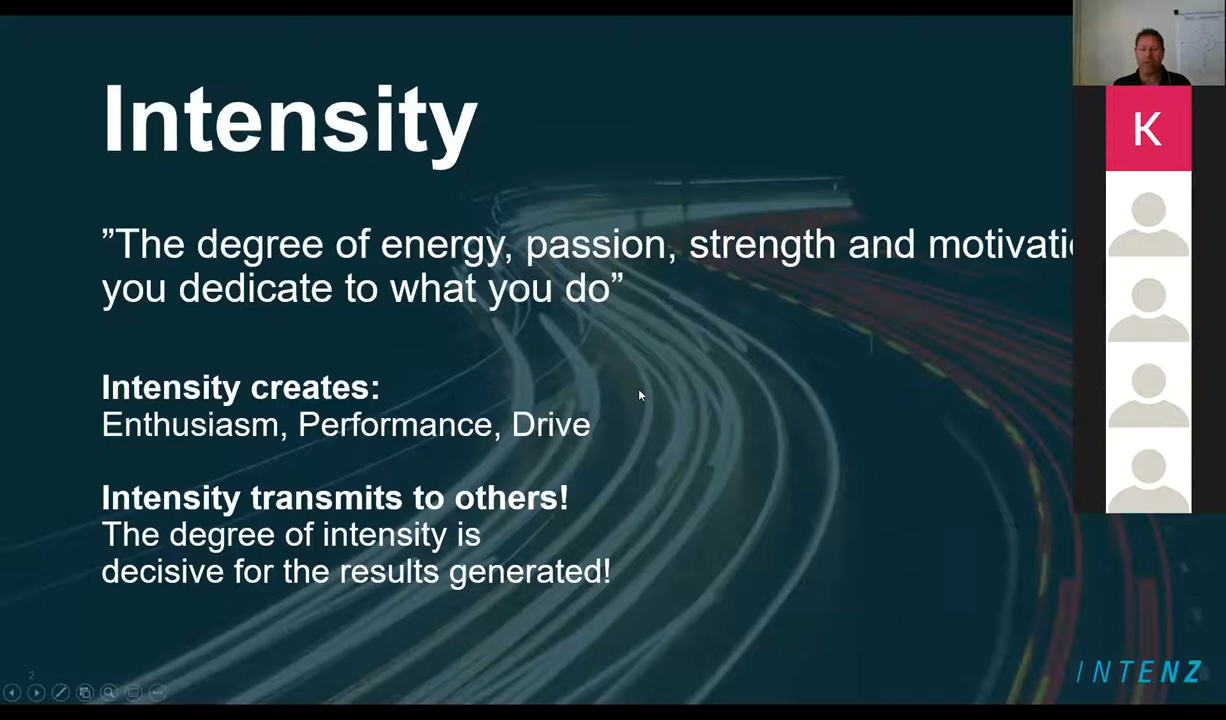 Intensity
”The degree of energy, passion, strength and
you dedicate to what you do”
Intensity creates:
Enthusiasm, Performance, Drive
Intensity transmits to others!
The degree of intensity is
decisive for the results generated!
K
2
INTENZ